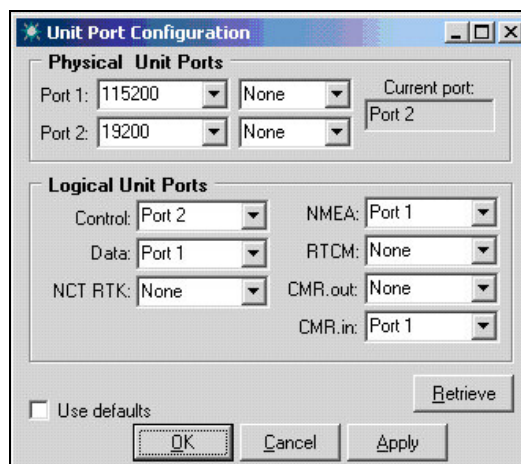 Unit Port Configuration
Physical Unit Ports
Port 1: 115200 None
Current port:
Port 2
Port 2: 19200 None
Logical Unit Ports
Control: Port 2
NMEA: Port 1
Data: Port 1
RTCM: None
NCT RTK: None
CMR.out: None
CMR.in: Port 1
Retrieve
Use defaults
OK Cancel Apply